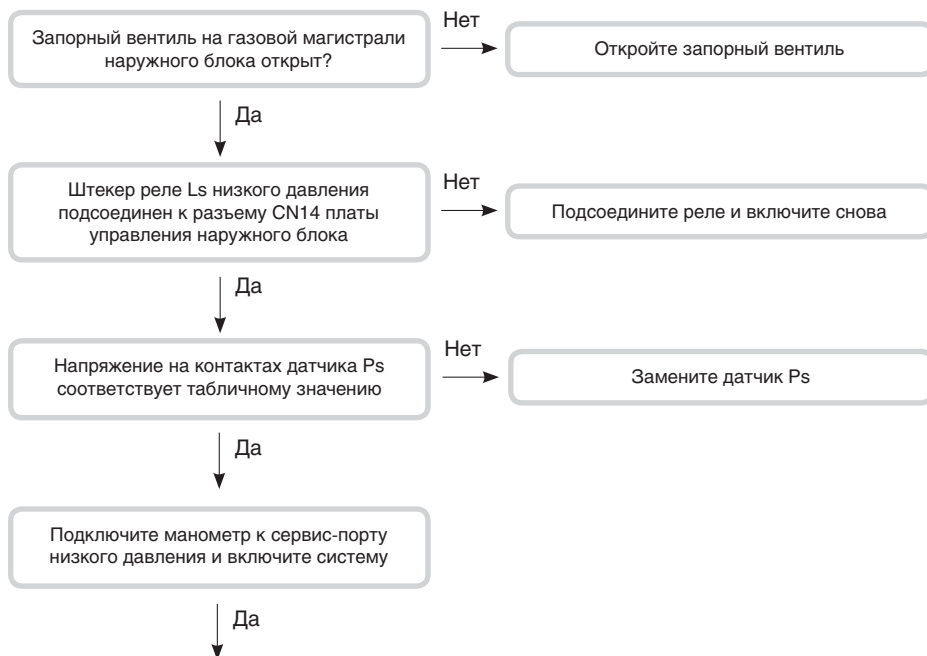 Запорный вентиль на газовой магистрали
наружного блока открыт?
Нет
Откройте запорный вентиль
Да
Штекер реле Ls низкого давления
подсоединен к разъему CN14 платы
управления наружного блока
Нет
Подсоедините реле и включите снова
Да
Напряжение на контактах датчика Ps
соответствует табличному значению
Нет
Замените датчик Ps
Да
Подключите манометр к сервис-порту
низкого давления и включите систему
Да